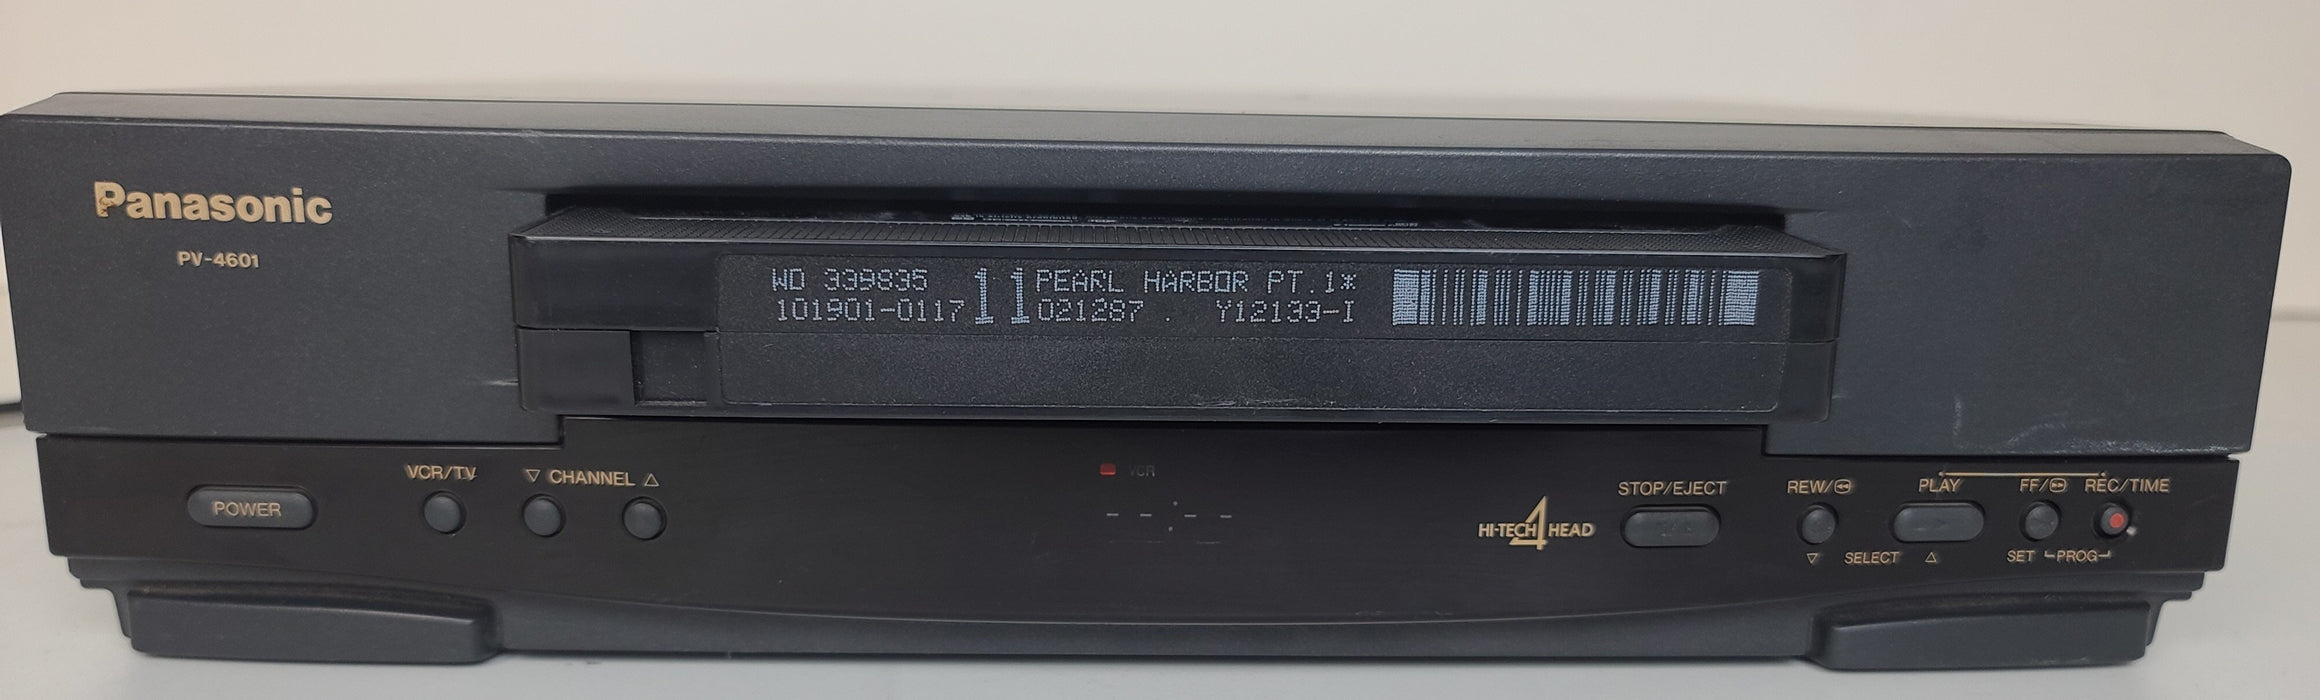 Panasonic
PV-4601
WO 339835 11 PEARL HARBOR PT.1*
101901-0117 021287 . Y12133-I
VCR/TV ▽ CHANNEL △
POWER
VCR
- - : - -
HI-TECH 4 HEAD
STOP/EJECT REW/ PLAY FF/ REC/TIME
▽ SELECT △ SET PROG